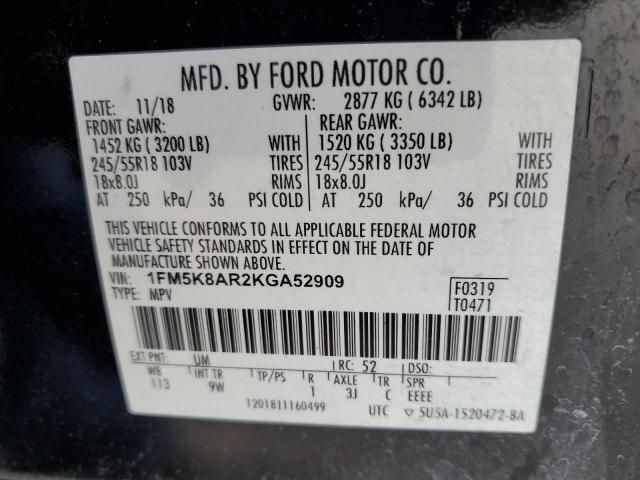 MFD. BY FORD MOTOR CO.
DATE: 11/18 GVWR: 2877 KG ( 6342 LB)
FRONT GAWR: REAR GAWR:
1452 KG ( 3200 LB) WITH 1520 KG ( 3350 LB) WITH
245/55R18 103V TIRES 245/55R18 103V TIRES
18x8.0J RIMS 18x8.0J RIMS
AT 250 kPa/ 36 PSI COLD AT 250 kPa/ 36 PSI COLD
THIS VEHICLE CONFORMS TO ALL APPLICABLE FEDERAL MOTOR
VEHICLE SAFETY STANDARDS IN EFFECT ON THE DATE OF
MANUFACTURE SHOWN ABOVE.
VIN: 1FM5K8AR2KGA52909 F0319
TYPE: MPV T0471
EXT PNT: UM RC: 52 DSO:
WB INT TR TP/PS R AXLE TR SPR
113 9W 1 3J C EEEE
1201811160499 UTC ▽ 5U5A-1520472-BA